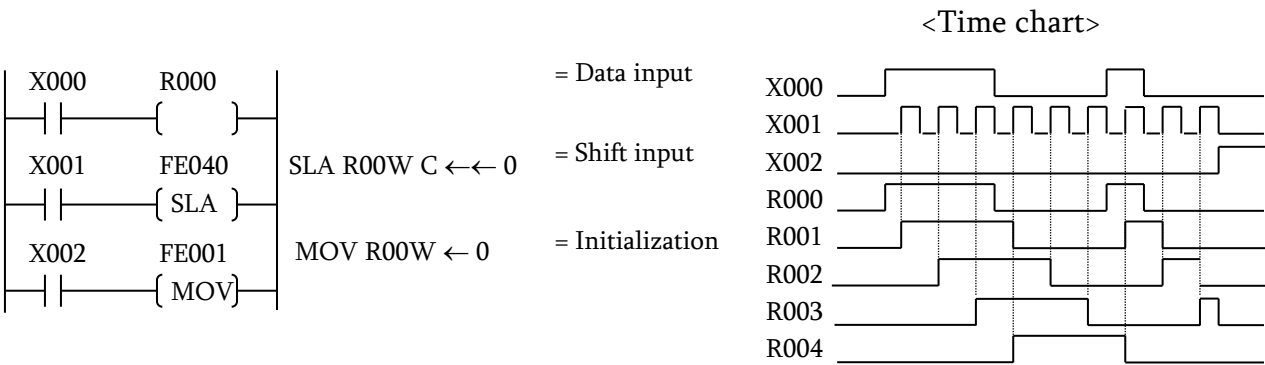 <Time chart>
X000 R000 = Data input
X001 FE040 SLA R00W C ←← 0 = Shift input
SLA
X002 FE001 MOV R00W ← 0 = Initialization
MOV
X000
X001
X002
R000
R001
R002
R003
R004